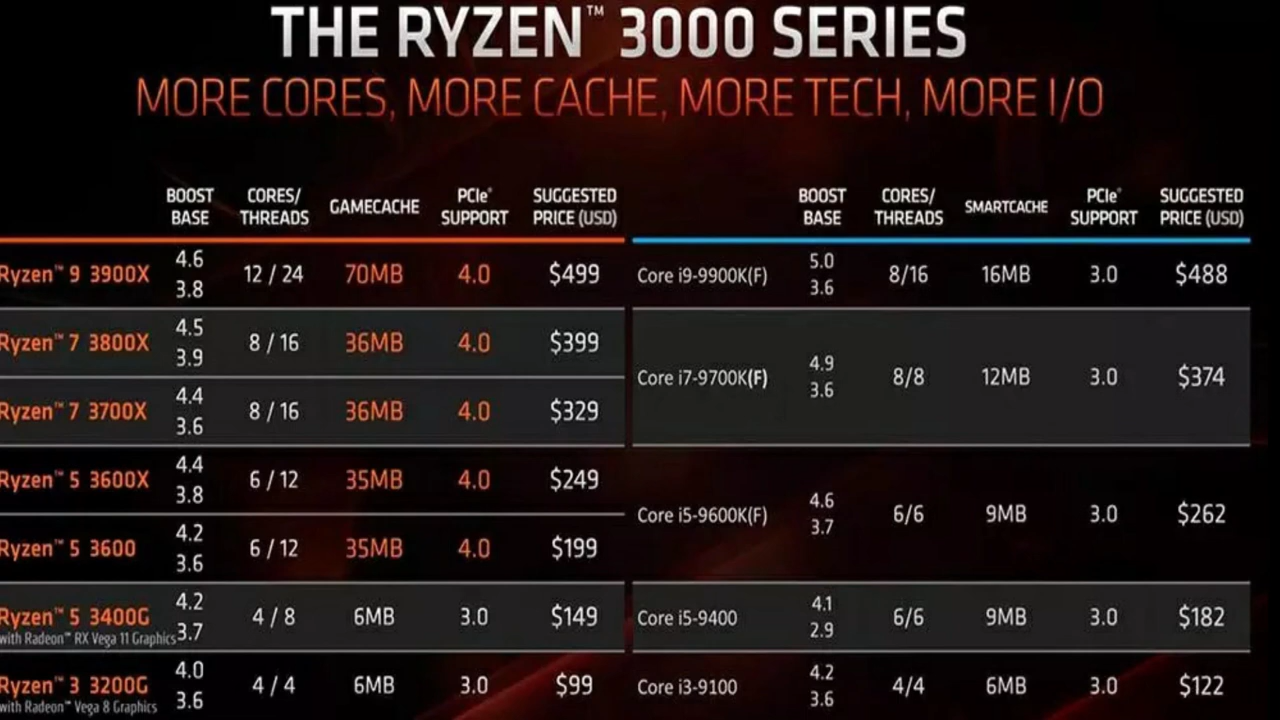 THE RYZEN™ 3000 SERIES
MORE CORES, MORE CACHE, MORE TECH, MORE I/O
BOOST BASE CORES/ THREADS GAMECACHE PCIe® SUPPORT SUGGESTED PRICE (USD)
BOOST BASE CORES/ THREADS SMARTCACHE PCIe® SUPPORT SUGGESTED PRICE (USD)
Ryzen™ 9 3900X 4.6 3.8 12 / 24 70MB 4.0 $499
Core i9-9900K(F) 5.0 3.6 8/16 16MB 3.0 $488
Ryzen™ 7 3800X 4.5 3.9 8 / 16 36MB 4.0 $399
Ryzen™ 7 3700X 4.4 3.6 8 / 16 36MB 4.0 $329
Core i7-9700K(F) 4.9 3.6 8/8 12MB 3.0 $374
Ryzen™ 5 3600X 4.4 3.8 6 / 12 35MB 4.0 $249
Ryzen™ 5 3600 4.2 3.6 6 / 12 35MB 4.0 $199
Core i5-9600K(F) 4.6 3.7 6/6 9MB 3.0 $262
Ryzen™ 5 3400G 4.2 3.7 4 / 8 6MB 3.0 $149
with Radeon™ RX Vega 11 Graphics
Core i5-9400 4.1 2.9 6/6 9MB 3.0 $182
Ryzen™ 3 3200G 4.0 3.6 4 / 4 6MB 3.0 $99
with Radeon™ Vega 8 Graphics
Core i3-9100 4.2 3.6 4/4 6MB 3.0 $122